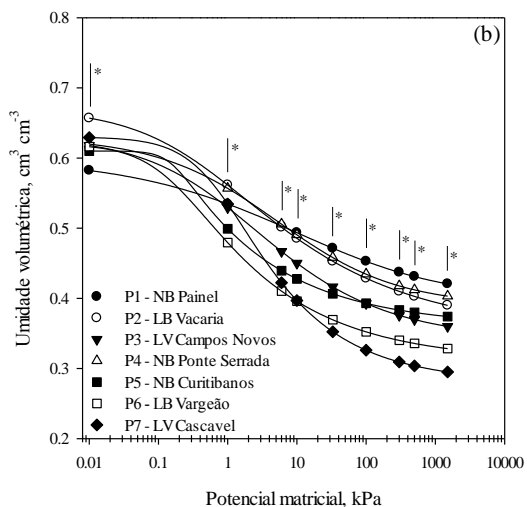 (b)
0.8
0.7
0.6
0.5
0.4
0.3
0.2
Umidade volumétrica, cm³ cm⁻³
*
*
*
*
*
*
*
*
*
P1 - NB Painel
P2 - LB Vacaria
P3 - LV Campos Novos
P4 - NB Ponte Serrada
P5 - NB Curitibanos
P6 - LB Vargeão
P7 - LV Cascavel
0.01 0.1 1 10 100 1000 10000
Potencial matricial, kPa